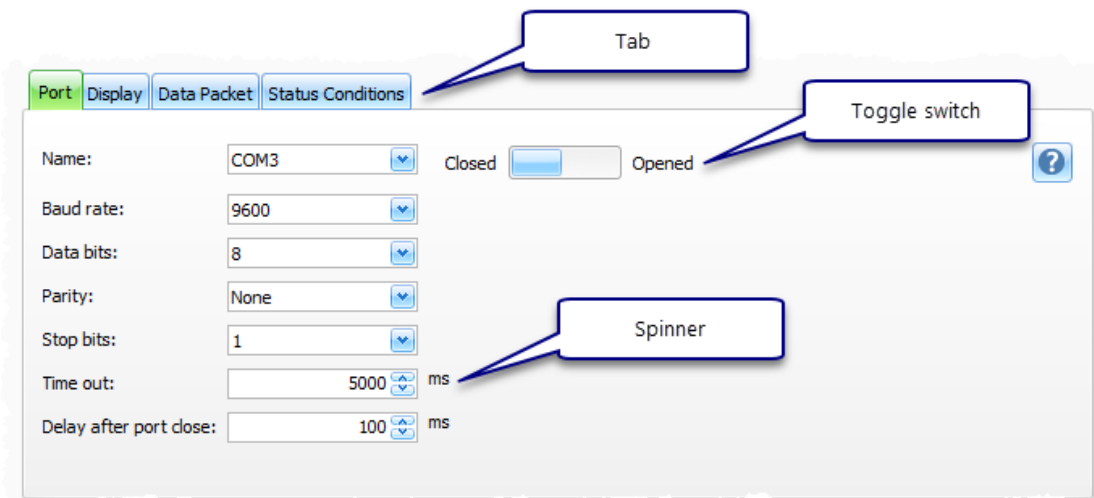 Tab
Port Display Data Packet Status Conditions
Toggle switch
Name: COM3 Closed Opened ?
Baud rate: 9600
Data bits: 8
Parity: None
Spinner
Stop bits: 1
Time out: 5000 ms
Delay after port close: 100 ms